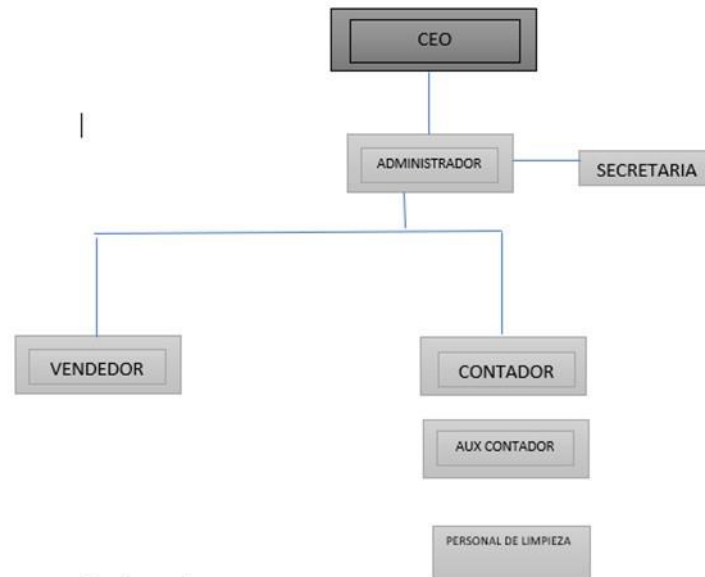 CEO
ADMINISTRADOR
SECRETARIA
VENDEDOR
CONTADOR
AUX CONTADOR
PERSONAL DE LIMPIEZA